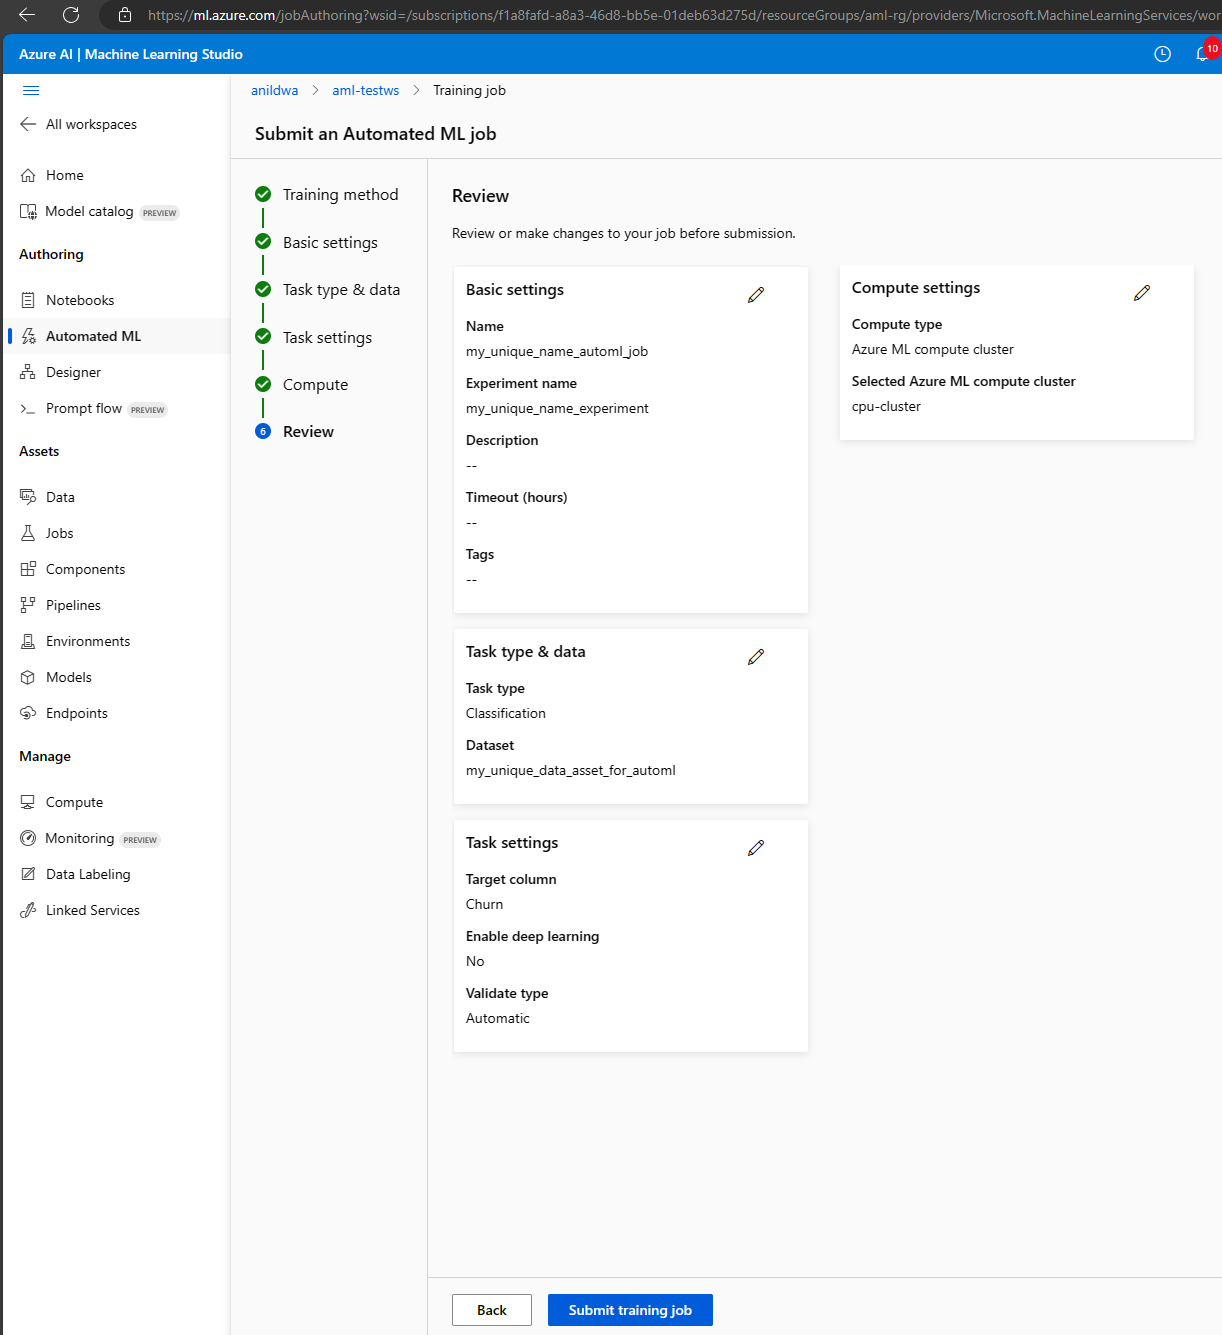 https://ml.azure.com/jobAuthoring?wsid=/subscriptions/f1a8fafd-a8a3-46d8-bb5e-01deb63d275d/resourceGroups/aml-rg/providers/Microsoft.MachineLearningServices/wor
Azure AI | Machine Learning Studio
10
anildwa > aml-testws > Training job
All workspaces
Submit an Automated ML job
Home
Model catalog PREVIEW
Authoring
Notebooks
Automated ML
Designer
Prompt flow PREVIEW
Assets
Data
Jobs
Components
Pipelines
Environments
Models
Endpoints
Manage
Compute
Monitoring PREVIEW
Data Labeling
Linked Services
Training method
Basic settings
Task type & data
Task settings
Compute
6 Review
Review
Review or make changes to your job before submission.
Basic settings
Name
my_unique_name_automl_job
Experiment name
my_unique_name_experiment
Description
--
Timeout (hours)
--
Tags
--
Task type & data
Task type
Classification
Dataset
my_unique_data_asset_for_automl
Task settings
Target column
Churn
Enable deep learning
No
Validate type
Automatic
Compute settings
Compute type
Azure ML compute cluster
Selected Azure ML compute cluster
cpu-cluster
Back
Submit training job